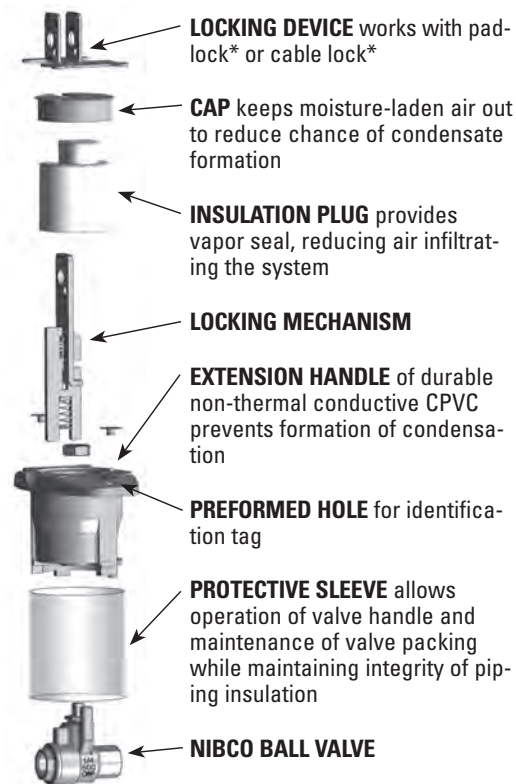 LOCKING DEVICE works with pad-
lock* or cable lock*
CAP keeps moisture-laden air out
to reduce chance of condensate
formation
INSULATION PLUG provides
vapor seal, reducing air infiltrat-
ing the system
LOCKING MECHANISM
EXTENSION HANDLE of durable
non-thermal conductive CPVC
prevents formation of condensa-
tion
PREFORMED HOLE for identifica-
tion tag
PROTECTIVE SLEEVE allows
operation of valve handle and
maintenance of valve packing
while maintaining integrity of pip-
ing insulation
NIBCO BALL VALVE